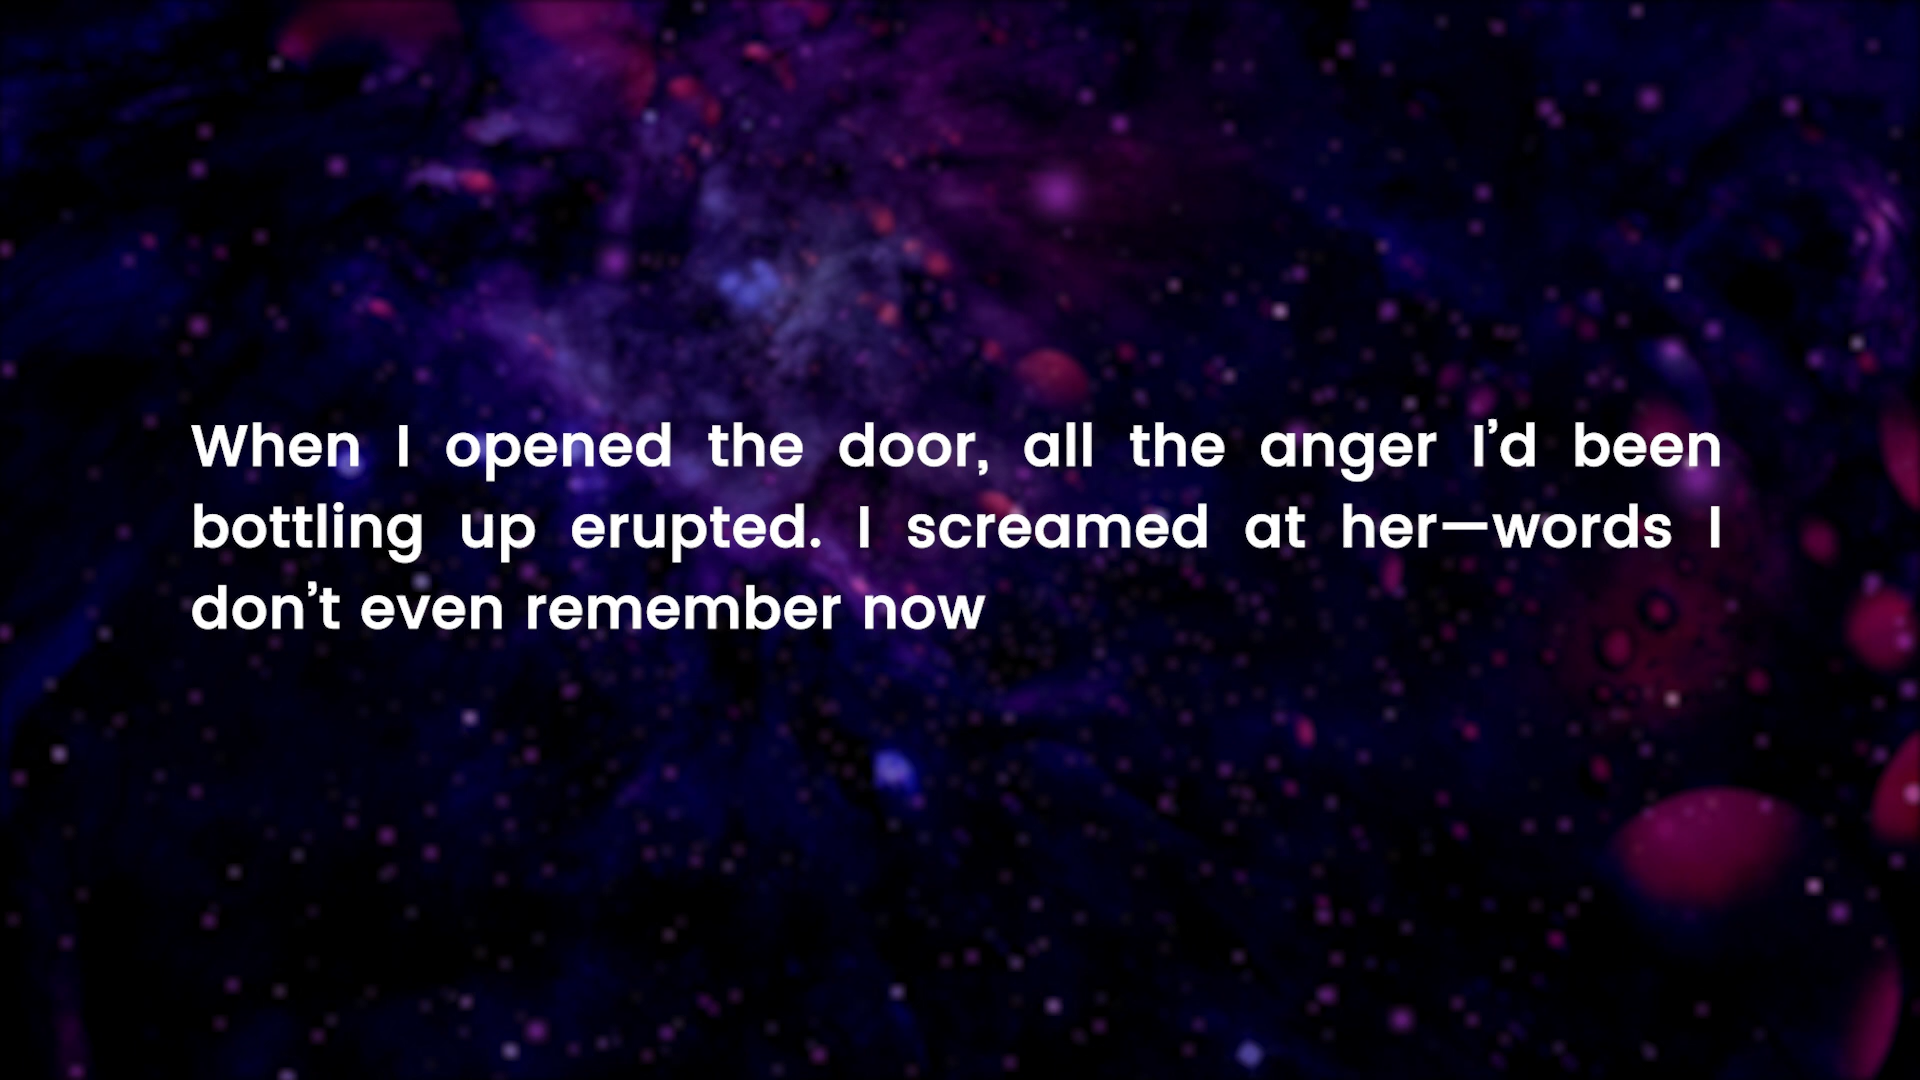 When I opened the door, all the anger I’d been
bottling up erupted. I screamed at her—words I
don’t even remember now